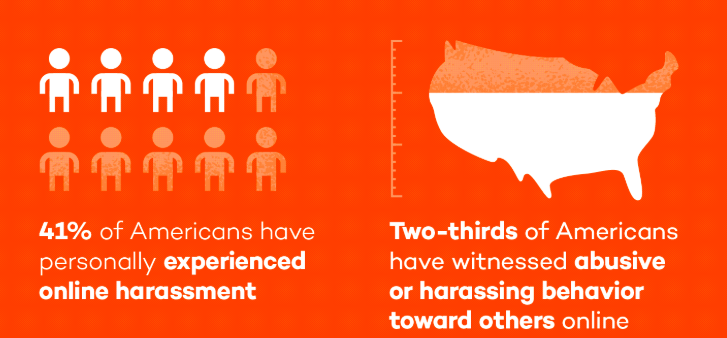 41% of Americans have
personally experienced
online harassment
Two-thirds of Americans
have witnessed abusive
or harassing behavior
toward others online